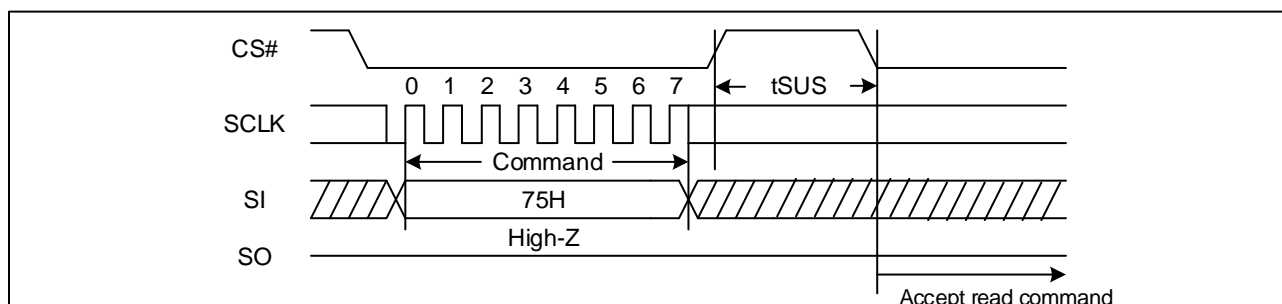 CS#
0 1 2 3 4 5 6 7
tSUS
SCLK
Command
SI
75H
High-Z
SO
Accept read command